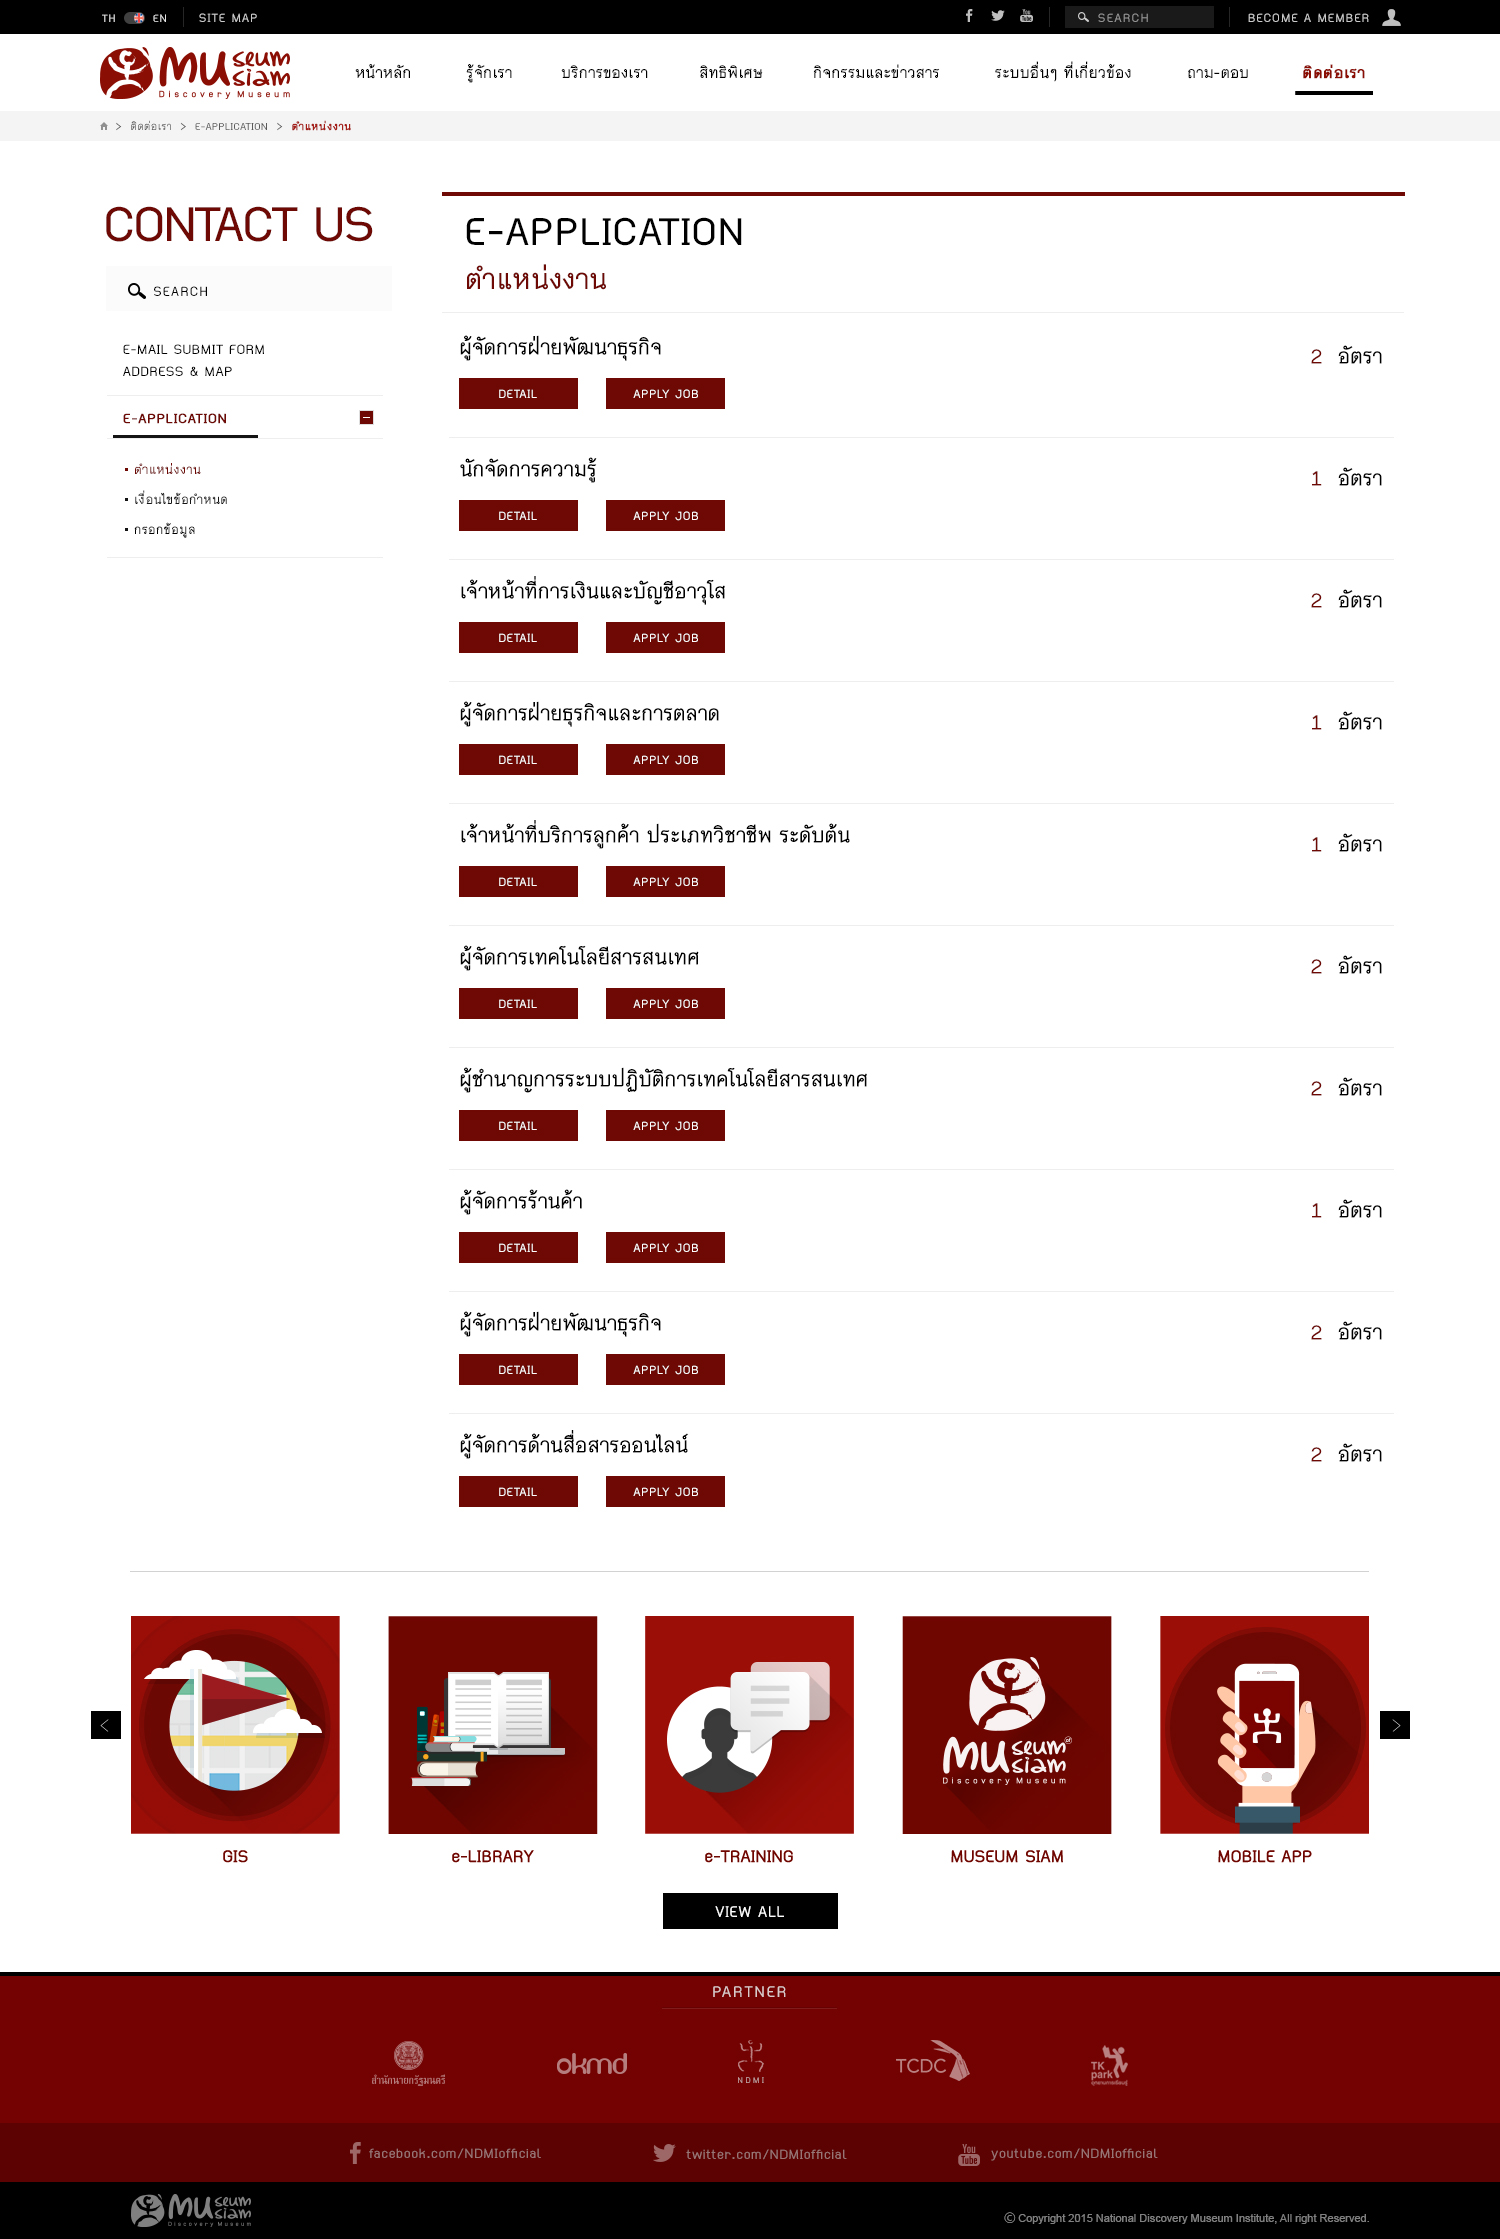 TH EN SITE MAP SEARCH BECOME A MEMBER
MUseum siam
Discovery Museum
หน้าหลัก รู้จักเรา บริการของเรา สิทธิพิเศษ กิจกรรมและข่าวสาร ระบบอื่นๆ ที่เกี่ยวข้อง ถาม-ตอบ ติดต่อเรา
> ติดต่อเรา > E-APPLICATION > ตำแหน่งงาน
CONTACT US
SEARCH
E-MAIL SUBMIT FORM
ADDRESS & MAP
E-APPLICATION
ตำแหน่งงาน
เงื่อนไขข้อกำหนด
กรอกข้อมูล
E-APPLICATION
ตำแหน่งงาน
ผู้จัดการฝ่ายพัฒนาธุรกิจ
2 อัตรา
DETAIL APPLY JOB
นักจัดการความรู้
1 อัตรา
DETAIL APPLY JOB
เจ้าหน้าที่การเงินและบัญชีอาวุโส
2 อัตรา
DETAIL APPLY JOB
ผู้จัดการฝ่ายธุรกิจและการตลาด
1 อัตรา
DETAIL APPLY JOB
เจ้าหน้าที่บริการลูกค้า ประเภทวิชาชีพ ระดับต้น
1 อัตรา
DETAIL APPLY JOB
ผู้จัดการเทคโนโลยีสารสนเทศ
2 อัตรา
DETAIL APPLY JOB
ผู้ชำนาญการระบบปฏิบัติการเทคโนโลยีสารสนเทศ
2 อัตรา
DETAIL APPLY JOB
ผู้จัดการร้านค้า
1 อัตรา
DETAIL APPLY JOB
ผู้จัดการฝ่ายพัฒนาธุรกิจ
2 อัตรา
DETAIL APPLY JOB
ผู้จัดการด้านสื่อสารออนไลน์
2 อัตรา
DETAIL APPLY JOB
MUseum siam
Discovery Museum
GIS e-LIBRARY e-TRAINING MUSEUM SIAM MOBILE APP
VIEW ALL
PARTNER
สำนักนายกรัฐมนตรี okmd NDMI TCDC TK park อุทยานการเรียนรู้
facebook.com/NDMIofficial twitter.com/NDMIofficial You Tube youtube.com/NDMIofficial
MUseum siam
Discovery Museum
© Copyright 2015 National Discovery Museum Institute, All right Reserved.